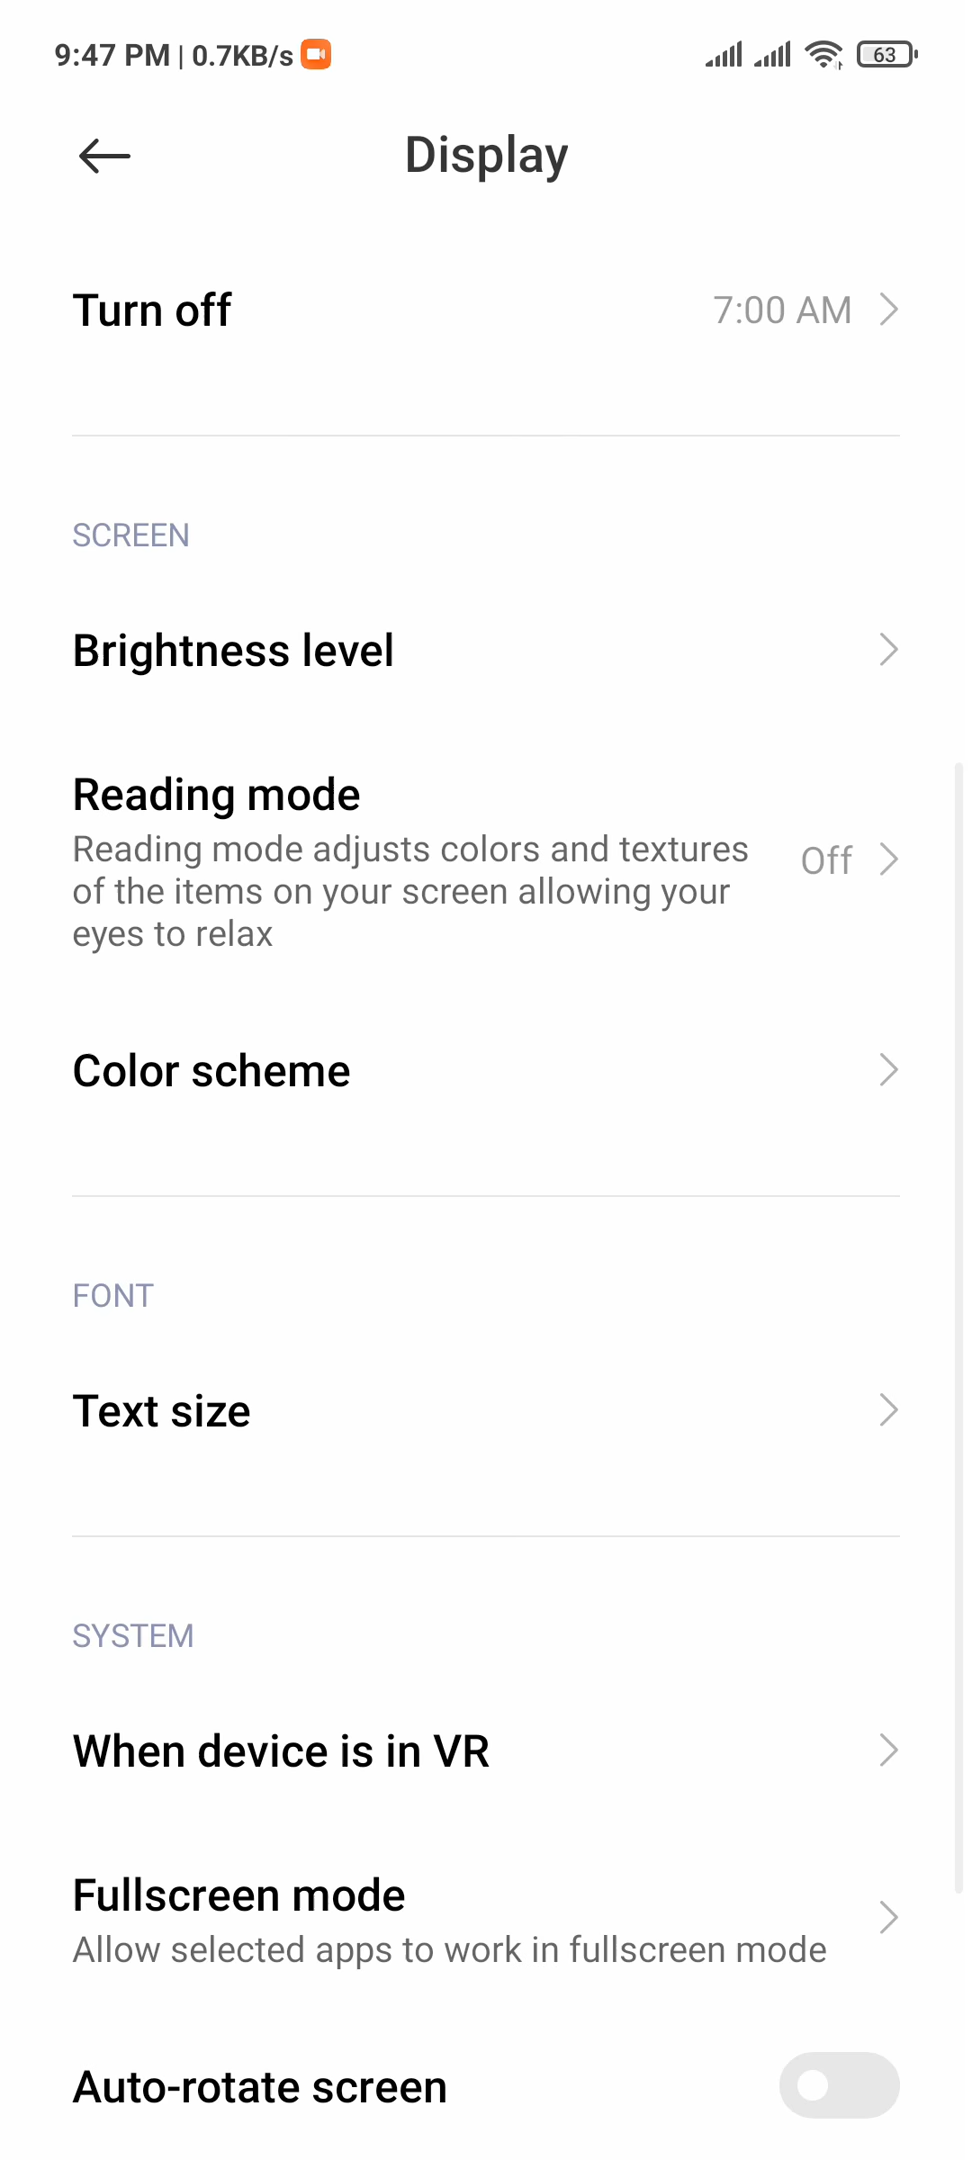 9:47 PM | 0.7KB/s
63
Display
Turn off
7:00 AM
SCREEN
Brightness level
Reading mode
Reading mode adjusts colors and textures
of the items on your screen allowing your
eyes to relax
Off
Color scheme
FONT
Text size
SYSTEM
When device is in VR
Fullscreen mode
Allow selected apps to work in fullscreen mode
Auto-rotate screen